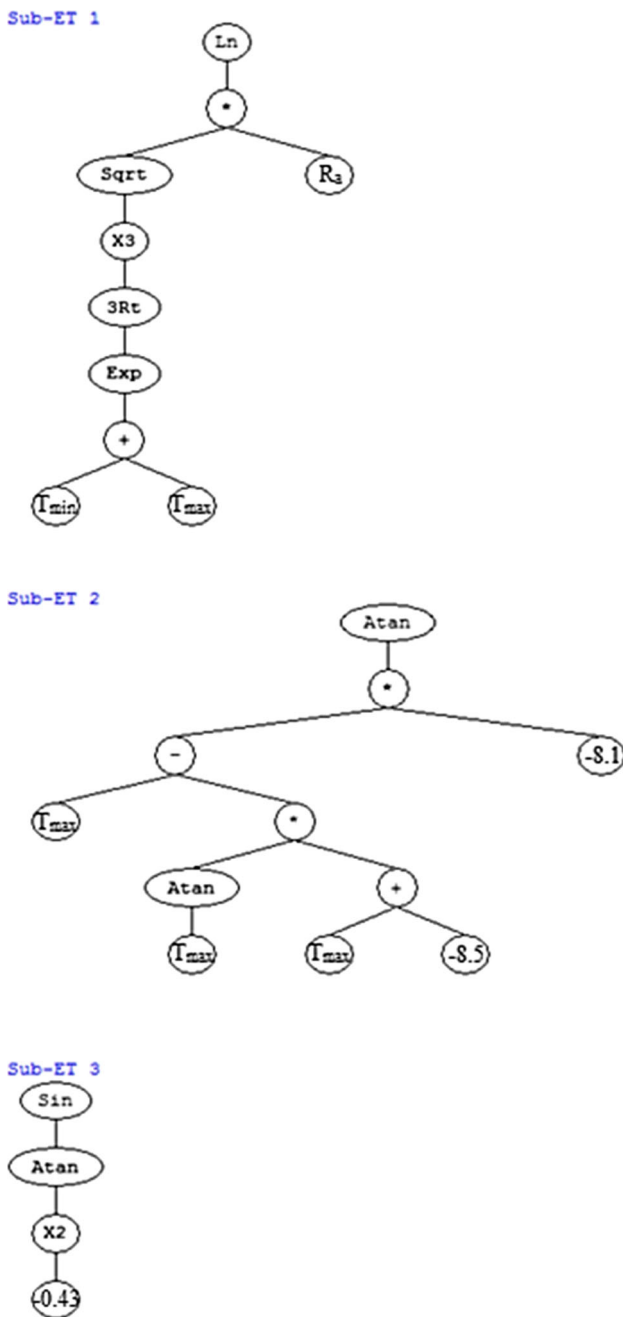 Sub-ET 1
Ln
*
Sqrt Ra
X3
3Rt
Exp
+
Tmin Tmax
Sub-ET 2
Atan
*
- -8.1
Tmax *
Atan +
Tmax Tmax -8.5
Sub-ET 3
Sin
Atan
X2
-0.43